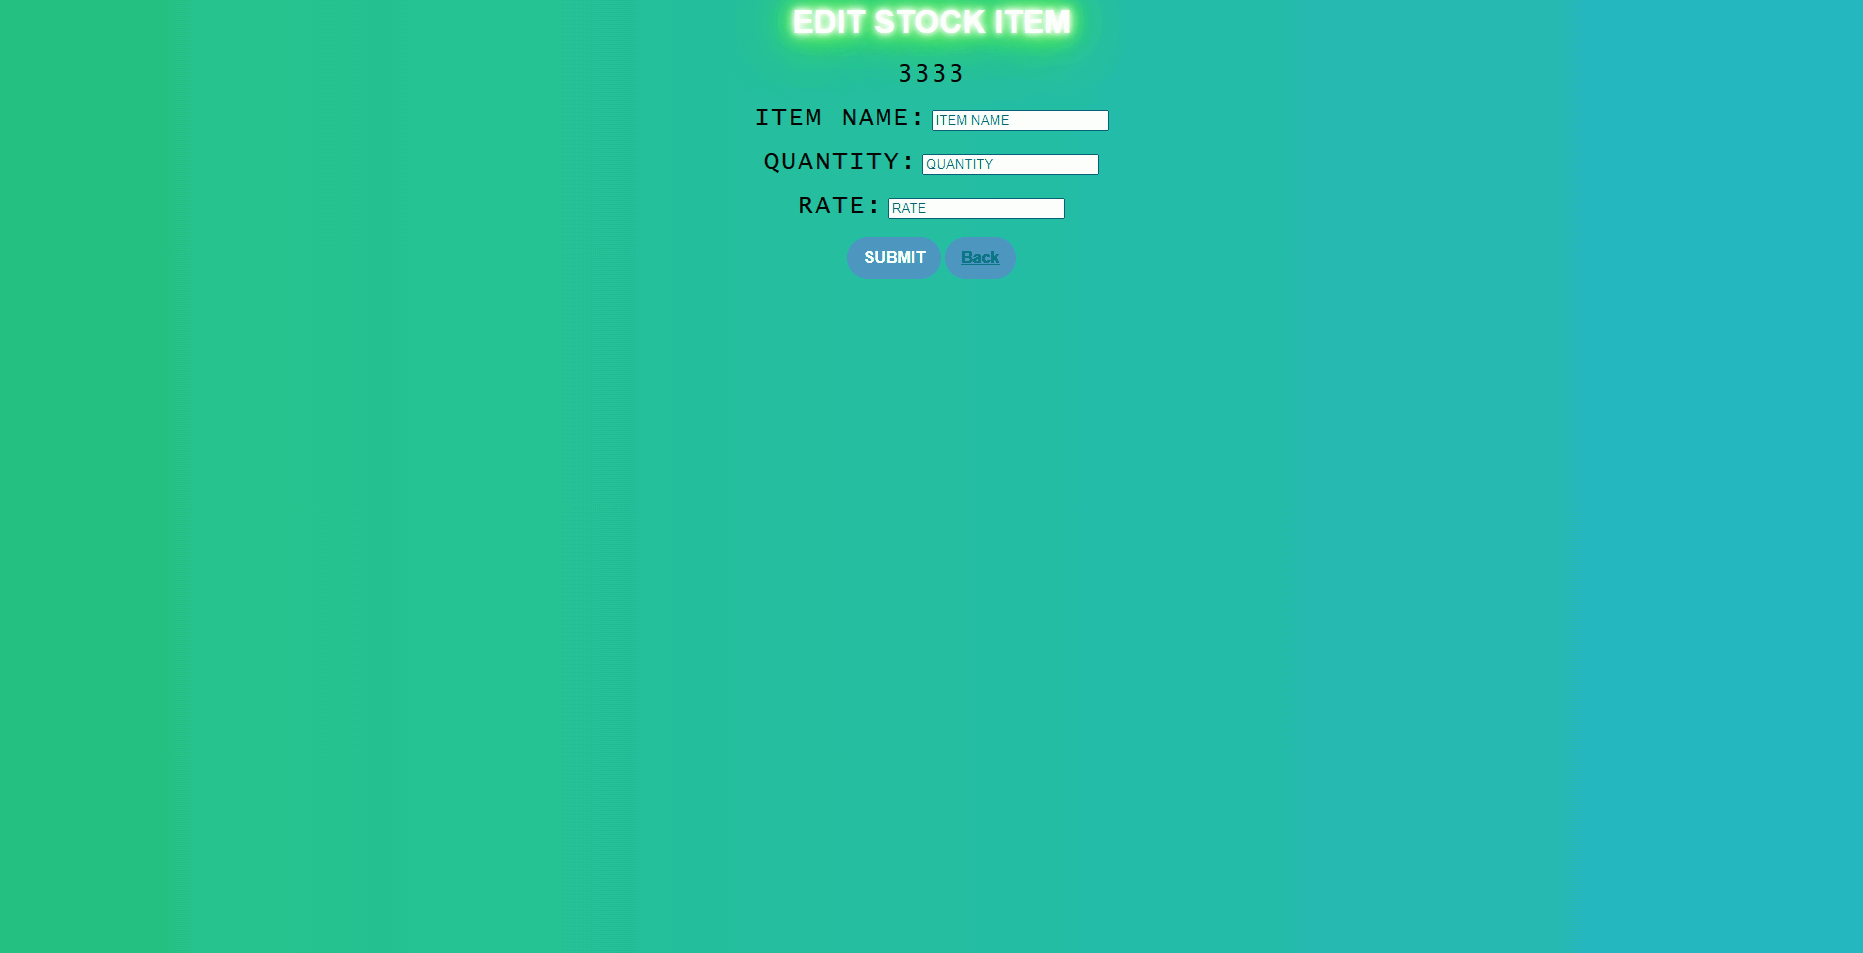 EDIT STOCK ITEM
3333
ITEM NAME: ITEM NAME
QUANTITY: QUANTITY
RATE: RATE
SUBMIT Back